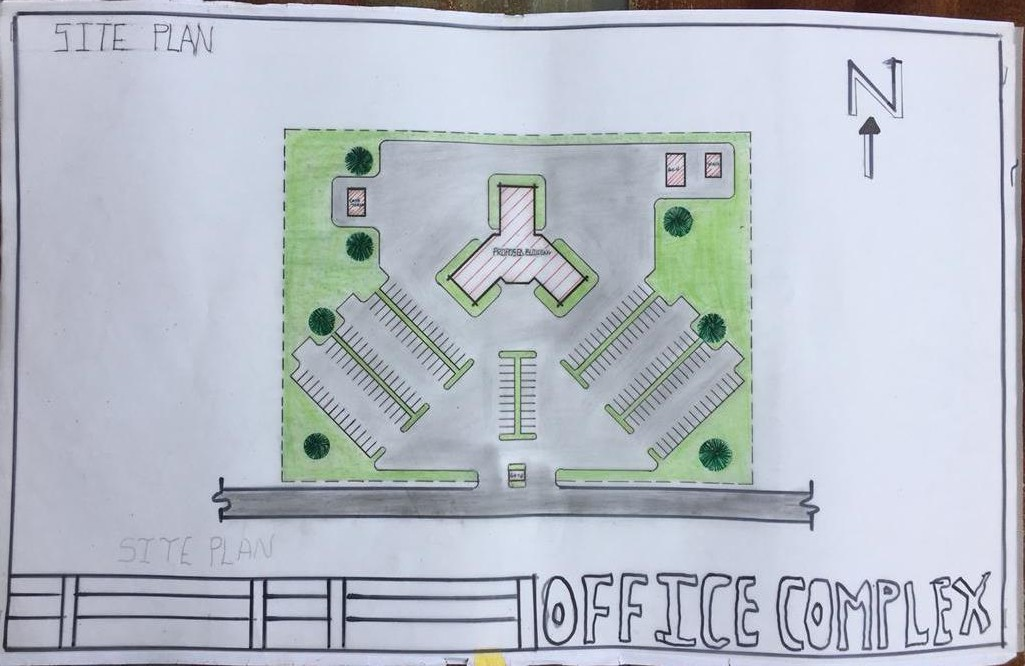 SITE PLAN
N
PROPOSED BUILDING
SITE PLAN
OFFICE COMPLEX